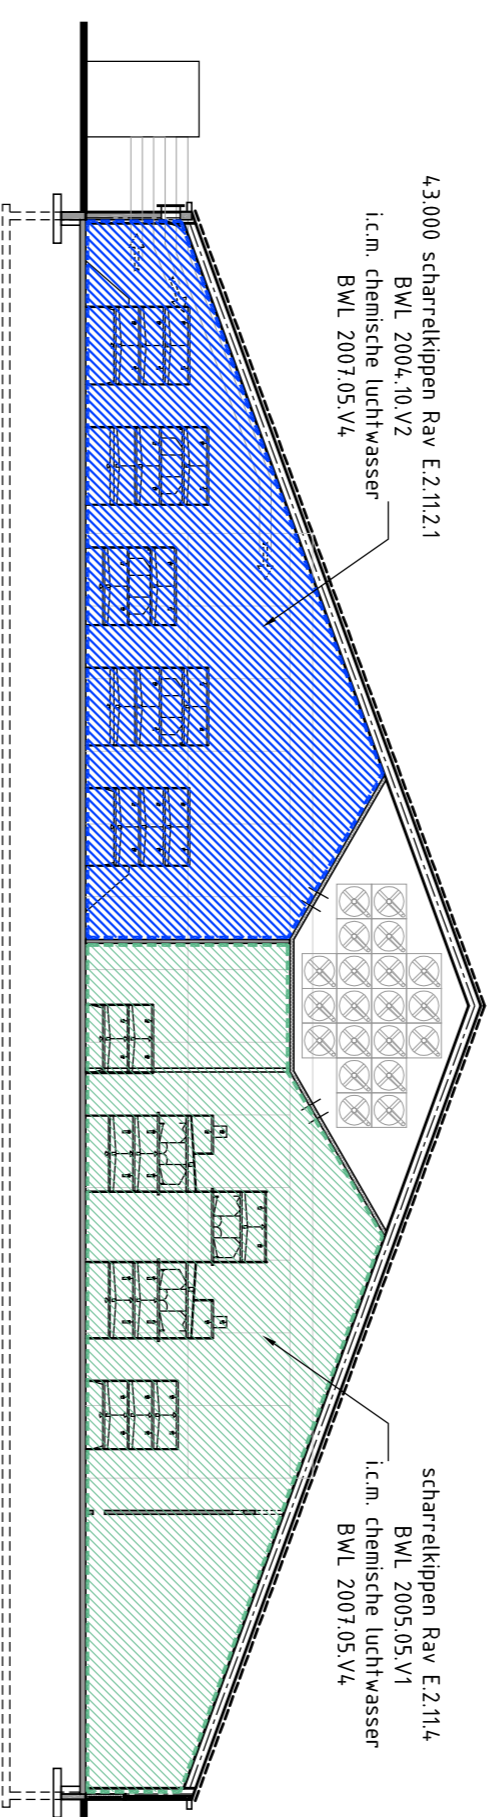 43.000 scharrelkippen Rav E.2.11.2.1
BWL 2004.10.V2
i.c.m. chemische luchtwasser
BWL 2007.05.V4
scharrelkippen Rav E.2.11.4
BWL 2005.05.V1
i.c.m. chemische luchtwasser
BWL 2007.05.V4